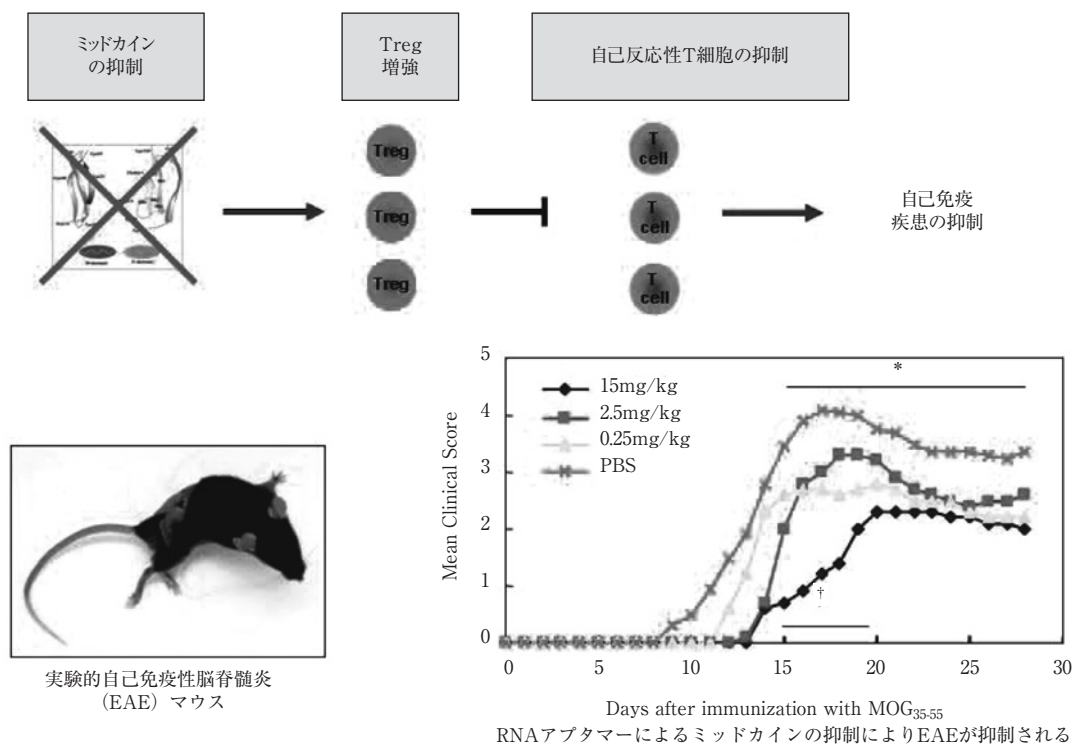 ミッドカイン
の抑制
Treg
増強
自己反応性T細胞の抑制
Treg
Treg
Treg
T
cell
T
cell
T
cell
自己免疫
疾患の抑制
実験的自己免疫性脳脊髄炎
（EAE）マウス
Mean Clinical Score
5
4
3
2
1
0
15mg/kg
2.5mg/kg
0.25mg/kg
PBS
*
†
0 5 10 15 20 25 30
Days after immunization with MOG35-55
RNAアプタマーによるミッドカインの抑制によりEAEが抑制される